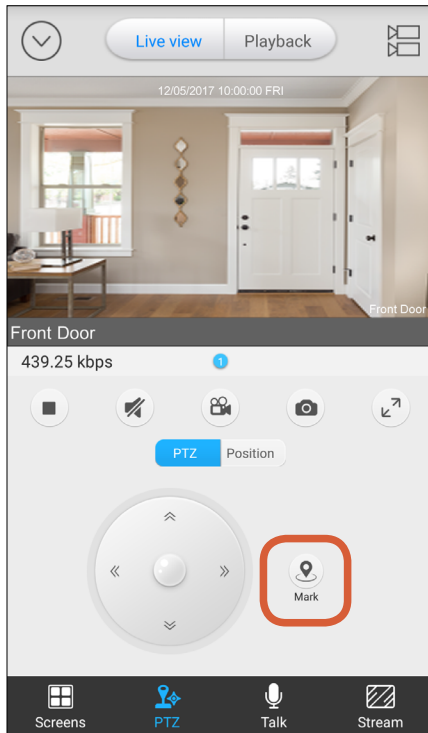 Live view Playback
12/05/2017 10:00:00 FRI
Front Door
Front Door
439.25 kbps 1
PTZ Position
Mark
Screens PTZ Talk Stream